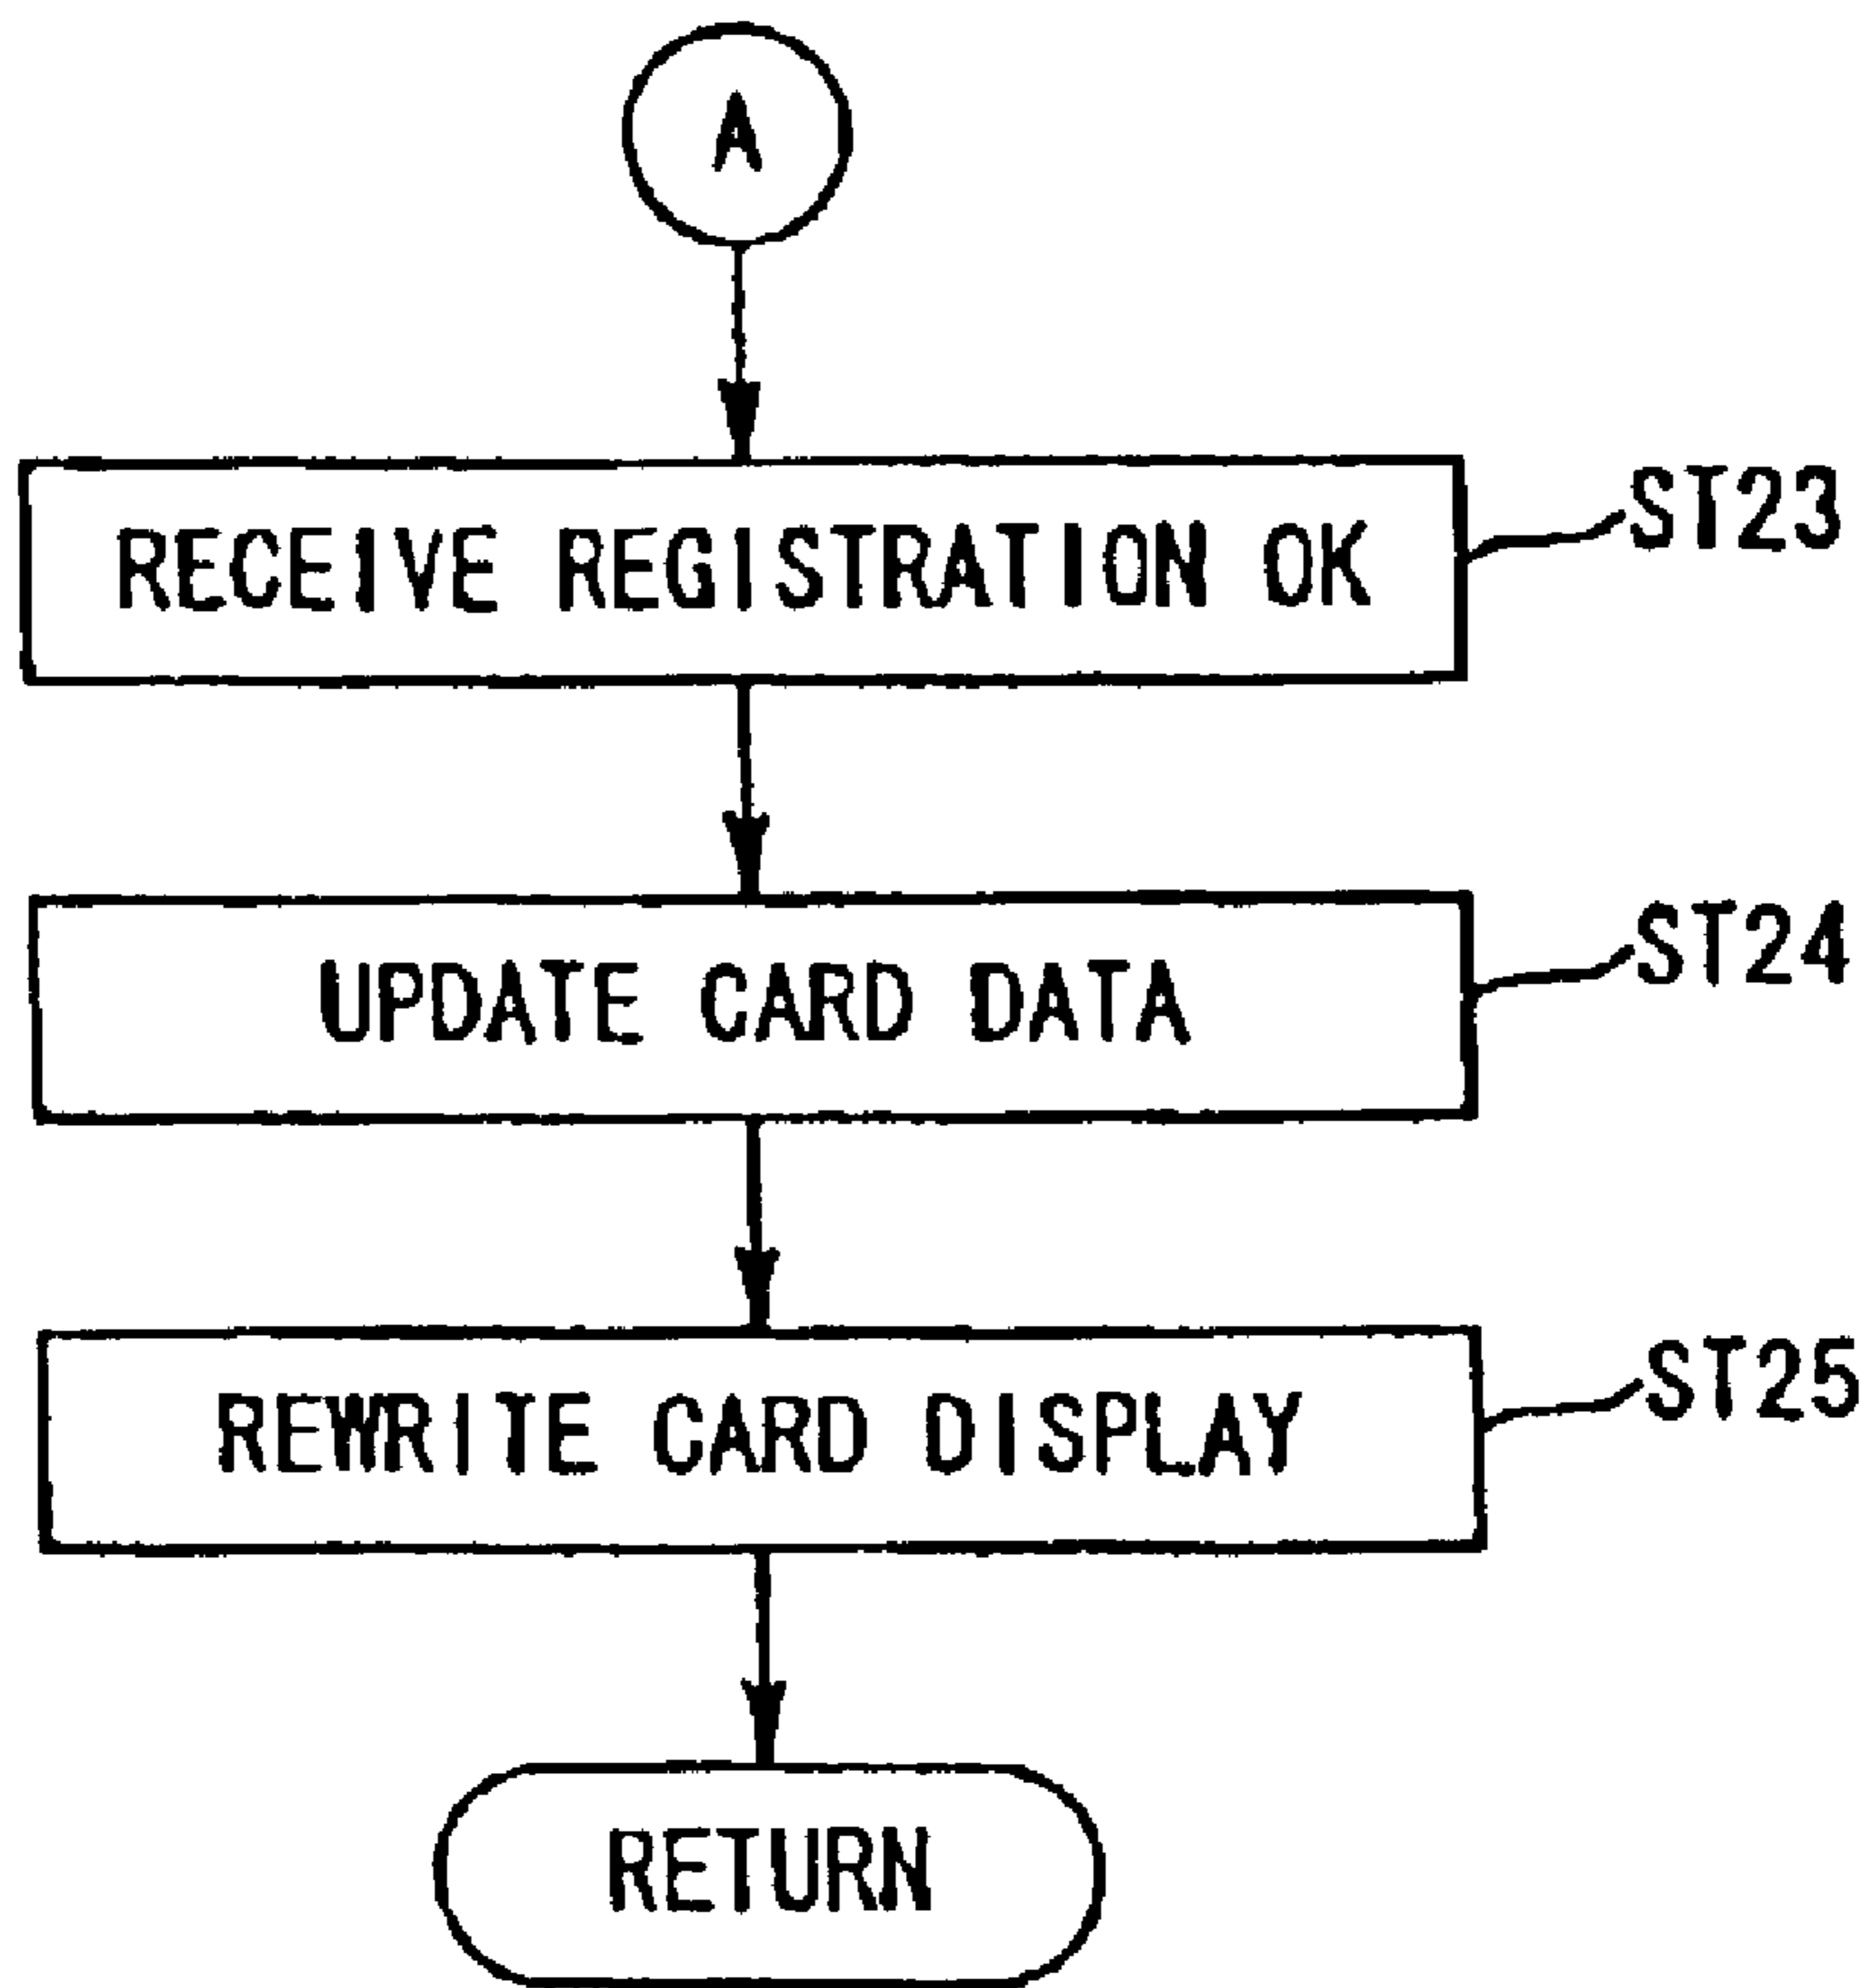 A
RECEIVE REGISTRATION OK
ST23
UPDATE CARD DATA
ST24
REWRITE CARD DISPLAY
ST25
RETURN